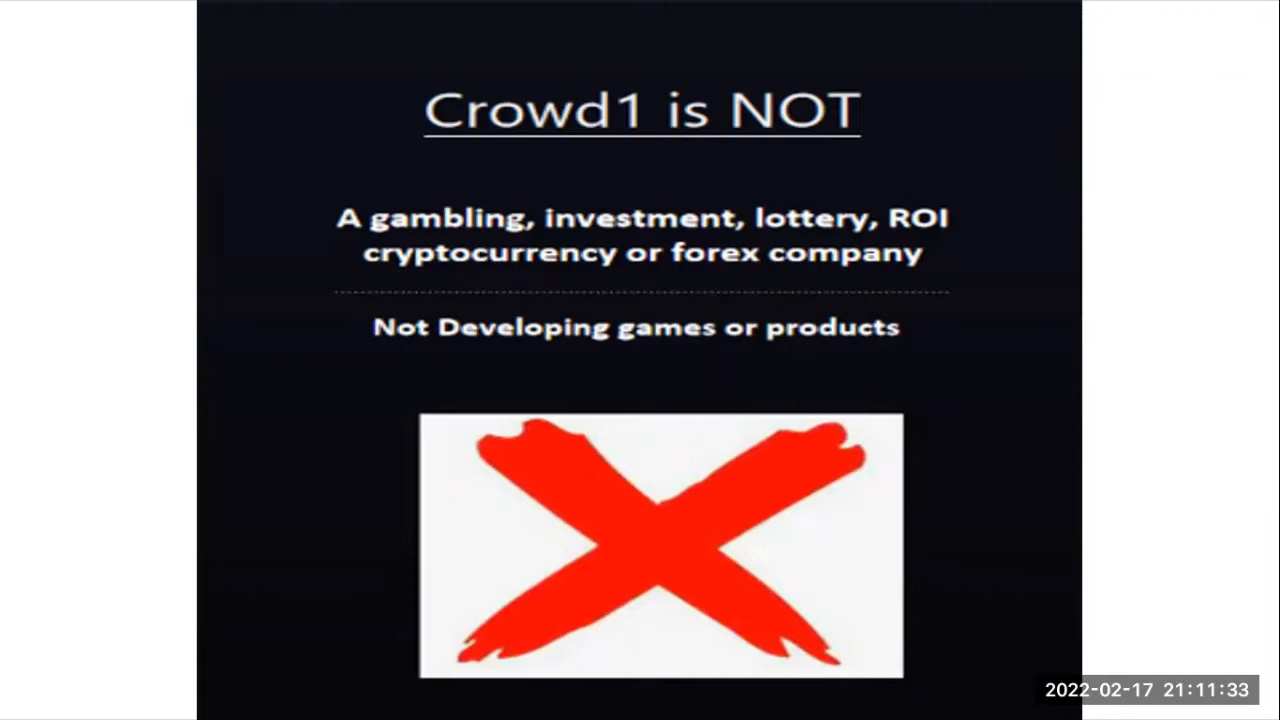 Crowd1 is NOT
A gambling, investment, lottery, ROI
cryptocurrency or forex company
Not Developing games or products
2022-02-17 21:11:33